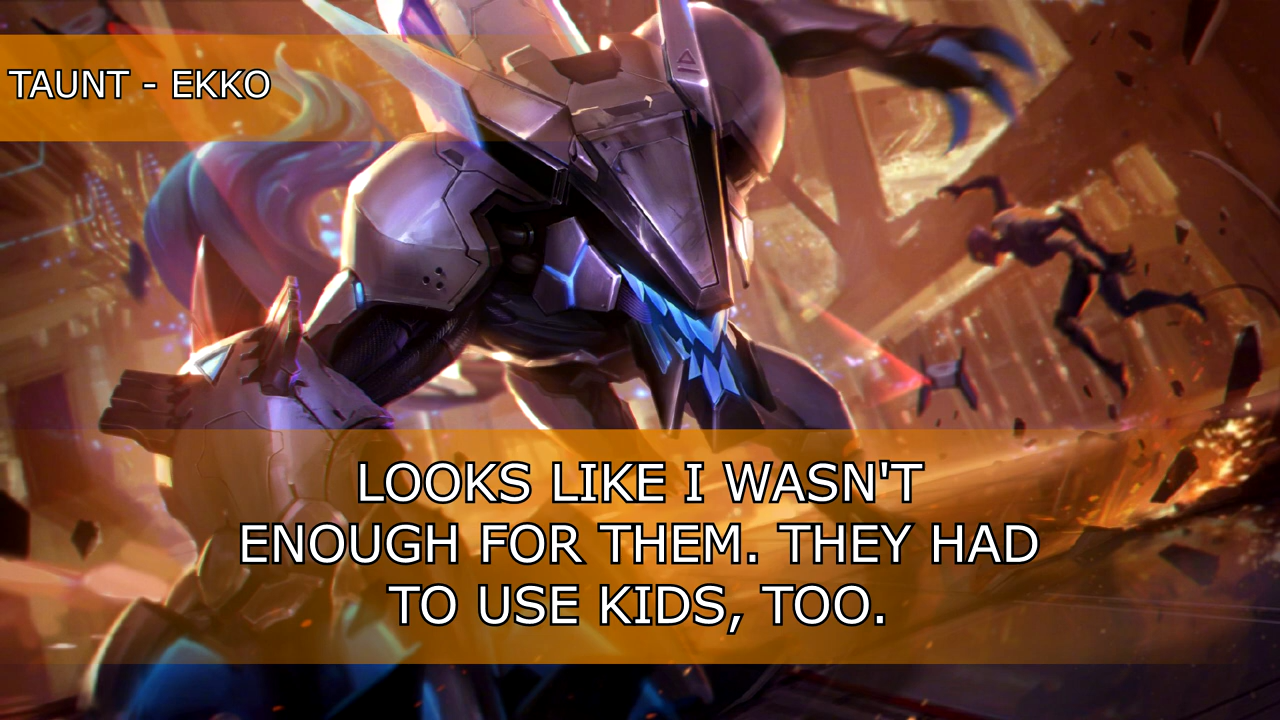 TAUNT - EKKO
LOOKS LIKE I WASN'T
ENOUGH FOR THEM. THEY HAD
TO USE KIDS, TOO.